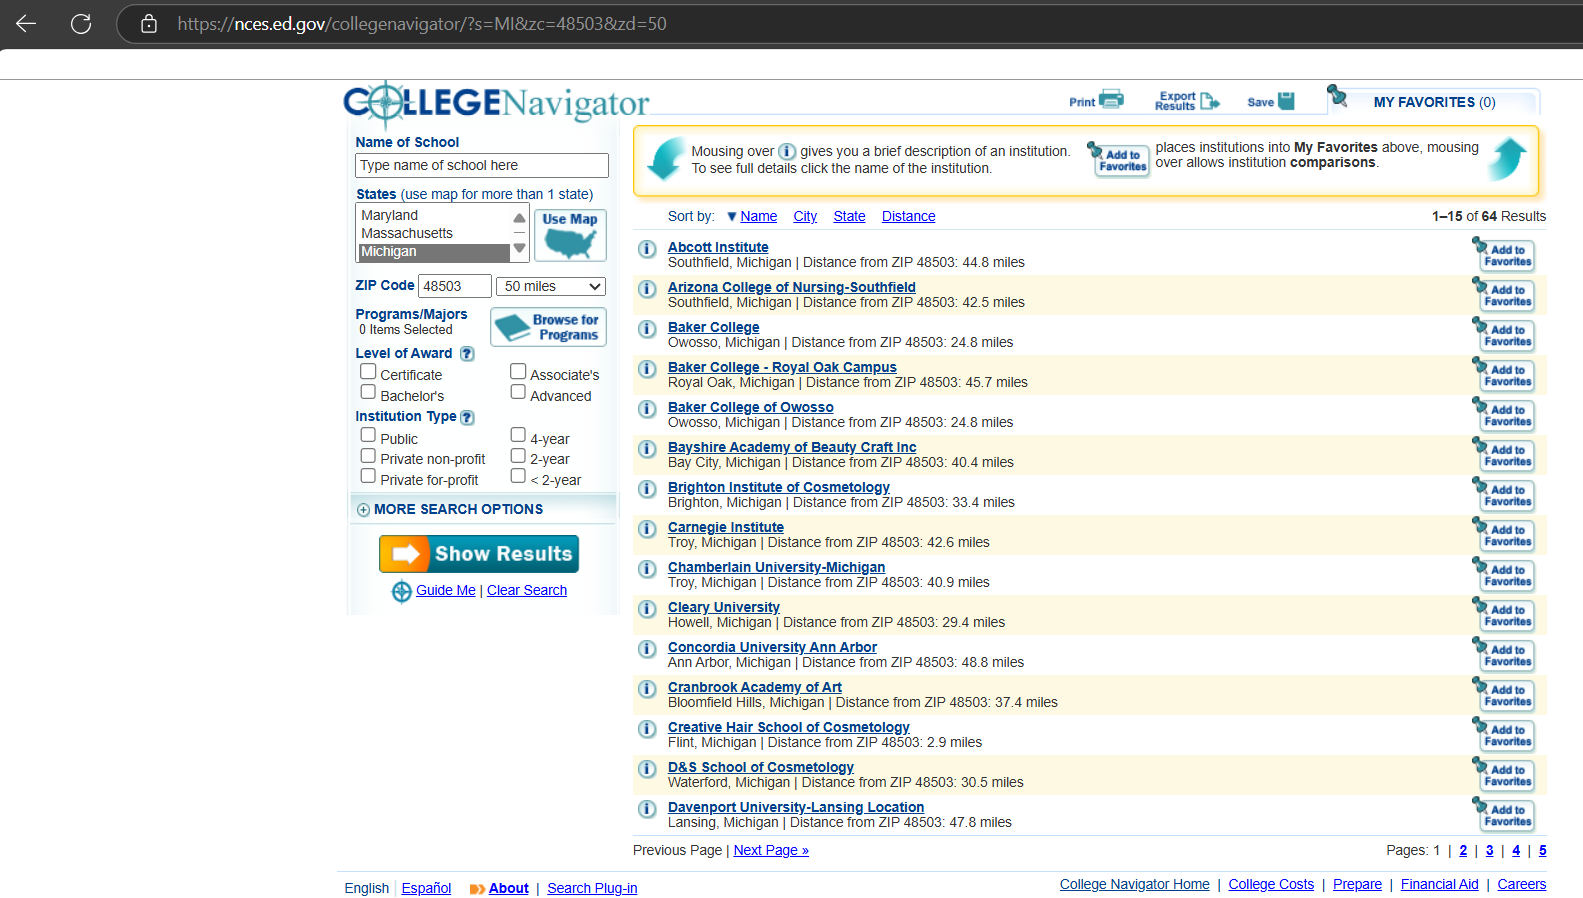 https://nces.ed.gov/collegenavigator/?s=MI&zc=48503&zd=50
COLLEGENavigator
Print
Export Results
Save
MY FAVORITES (0)
Name of School
Type name of school here
States (use map for more than 1 state)
Maryland
Massachusetts
Michigan
Use Map
ZIP Code 48503 50 miles
Programs/Majors
0 Items Selected
Browse for Programs
Level of Award ?
Certificate
Associate's
Bachelor's
Advanced
Institution Type ?
Public
4-year
Private non-profit
2-year
Private for-profit
< 2-year
MORE SEARCH OPTIONS
Show Results
Guide Me | Clear Search
Mousing over i gives you a brief description of an institution.
To see full details click the name of the institution.
Add to Favorites
places institutions into My Favorites above, mousing
over allows institution comparisons.
Sort by: ▼ Name City State Distance
1–15 of 64 Results
i Abcott Institute
Southfield, Michigan | Distance from ZIP 48503: 44.8 miles
Add to Favorites
i Arizona College of Nursing-Southfield
Southfield, Michigan | Distance from ZIP 48503: 42.5 miles
Add to Favorites
i Baker College
Owosso, Michigan | Distance from ZIP 48503: 24.8 miles
Add to Favorites
i Baker College - Royal Oak Campus
Royal Oak, Michigan | Distance from ZIP 48503: 45.7 miles
Add to Favorites
i Baker College of Owosso
Owosso, Michigan | Distance from ZIP 48503: 24.8 miles
Add to Favorites
i Bayshire Academy of Beauty Craft Inc
Bay City, Michigan | Distance from ZIP 48503: 40.4 miles
Add to Favorites
i Brighton Institute of Cosmetology
Brighton, Michigan | Distance from ZIP 48503: 33.4 miles
Add to Favorites
i Carnegie Institute
Troy, Michigan | Distance from ZIP 48503: 42.6 miles
Add to Favorites
i Chamberlain University-Michigan
Troy, Michigan | Distance from ZIP 48503: 40.9 miles
Add to Favorites
i Cleary University
Howell, Michigan | Distance from ZIP 48503: 29.4 miles
Add to Favorites
i Concordia University Ann Arbor
Ann Arbor, Michigan | Distance from ZIP 48503: 48.8 miles
Add to Favorites
i Cranbrook Academy of Art
Bloomfield Hills, Michigan | Distance from ZIP 48503: 37.4 miles
Add to Favorites
i Creative Hair School of Cosmetology
Flint, Michigan | Distance from ZIP 48503: 2.9 miles
Add to Favorites
i D&S School of Cosmetology
Waterford, Michigan | Distance from ZIP 48503: 30.5 miles
Add to Favorites
i Davenport University-Lansing Location
Lansing, Michigan | Distance from ZIP 48503: 47.8 miles
Add to Favorites
Previous Page | Next Page »
Pages: 1 | 2 | 3 | 4 | 5
English | Español About | Search Plug-in
College Navigator Home | College Costs | Prepare | Financial Aid | Careers